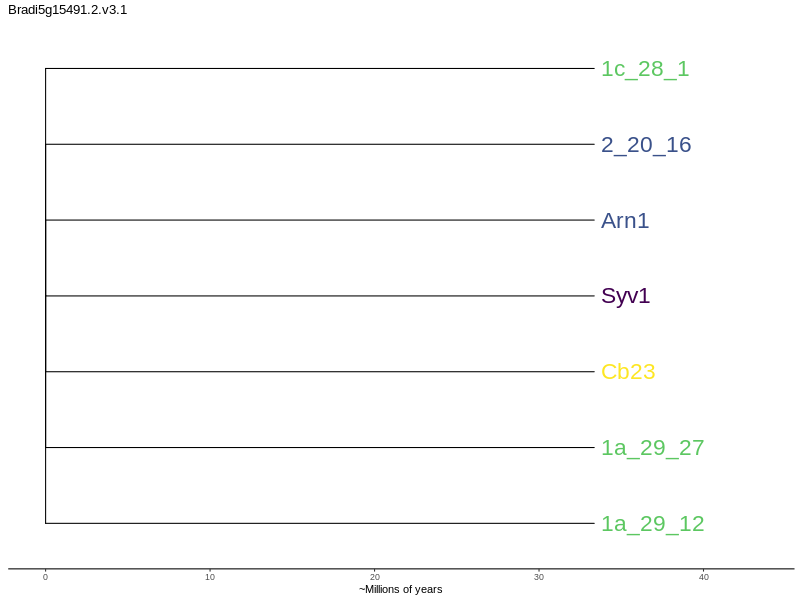 Bradi5g15491.2.v3.1
1c_28_1
2_20_16
Arn1
Syv1
Cb23
1a_29_27
1a_29_12
0 10 20 30 40
~Millions of years